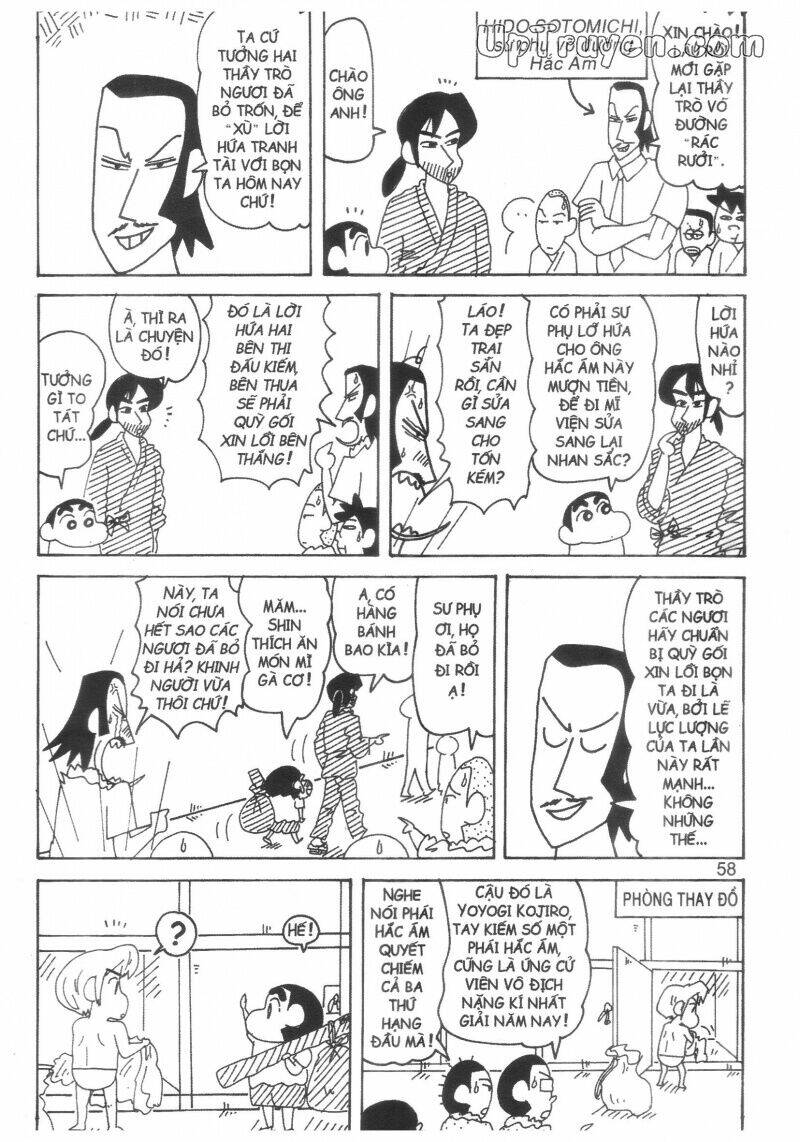 HIDO SOTOMICHI,
sư phụ võ đường
Hắc Ám
UpTruyen.com
XIN CHÀO!
MỚI GẶP
LẠI THẦY
TRÒ VÕ
ĐƯỜNG
"RÁC
RƯỞI".
CHÀO
ÔNG
ANH!
TA CỨ
TƯỞNG HAI
THẦY TRÒ
NGƯƠI ĐÃ
BỎ TRỐN, ĐỂ
"XÙ" LỜI
HỨA TRANH
TÀI VỚI BỌN
TA HÔM NAY
CHỨ!
LỜI
HỨA
NÀO
NHỈ
?
CÓ PHẢI SƯ
PHỤ LỠ HỨA
CHO ÔNG
HẮC ÁM NÀY
MƯỢN TIỀN,
ĐỂ ĐI MĨ
VIỆN SỬA
SANG LẠI
NHAN SẮC?
LÁO!
TA ĐẸP
TRAI
SẴN
RỒI, CẦN
GÌ SỬA
SANG
CHO
TỐN
KÉM?
ĐÓ LÀ LỜI
HỨA HAI
BÊN THI
ĐẤU KIẾM,
BÊN THUA
SẼ PHẢI
QUỲ GỐI
XIN LỖI BÊN
THẮNG!
À, THÌ RA
LÀ CHUYỆN
ĐÓ!
TƯỞNG
GÌ TO
TÁT
CHỨ...
THẦY TRÒ
CÁC NGƯƠI
HÃY CHUẨN
BỊ QUỲ GỐI
XIN LỖI BỌN
TA ĐI LÀ
VỪA, BỞI LẼ
LỰC LƯỢNG
CỦA TA LẦN
NÀY RẤT
MẠNH...
KHÔNG
NHỮNG
THẾ...
SƯ PHỤ
ƠI, HỌ
ĐÃ BỎ
ĐI RỒI
Ạ!
A, CÓ
HÀNG
BÁNH
BAO KÌA!
MĂM...
SHIN
THÍCH ĂN
MÓN MÌ
GÀ CƠ!
NÀY, TA
NÓI CHƯA
HẾT SAO CÁC
NGƯƠI ĐÃ BỎ
ĐI HẢ? KHINH
NGƯỜI VỪA
THÔI CHỨ!
58
PHÒNG THAY ĐỒ
CẬU ĐÓ LÀ
YOYOGI KOJIRO,
TAY KIẾM SỐ MỘT
PHÁI HẮC ÁM,
CŨNG LÀ ỨNG CỬ
VIÊN VÔ ĐỊCH
NẶNG KÍ NHẤT
GIẢI NĂM NAY!
NGHE
NÓI PHÁI
HẮC ÁM
QUYẾT
CHIẾM
CẢ BA
THỨ
HẠNG
ĐẦU MÀ!
HẾ!
?